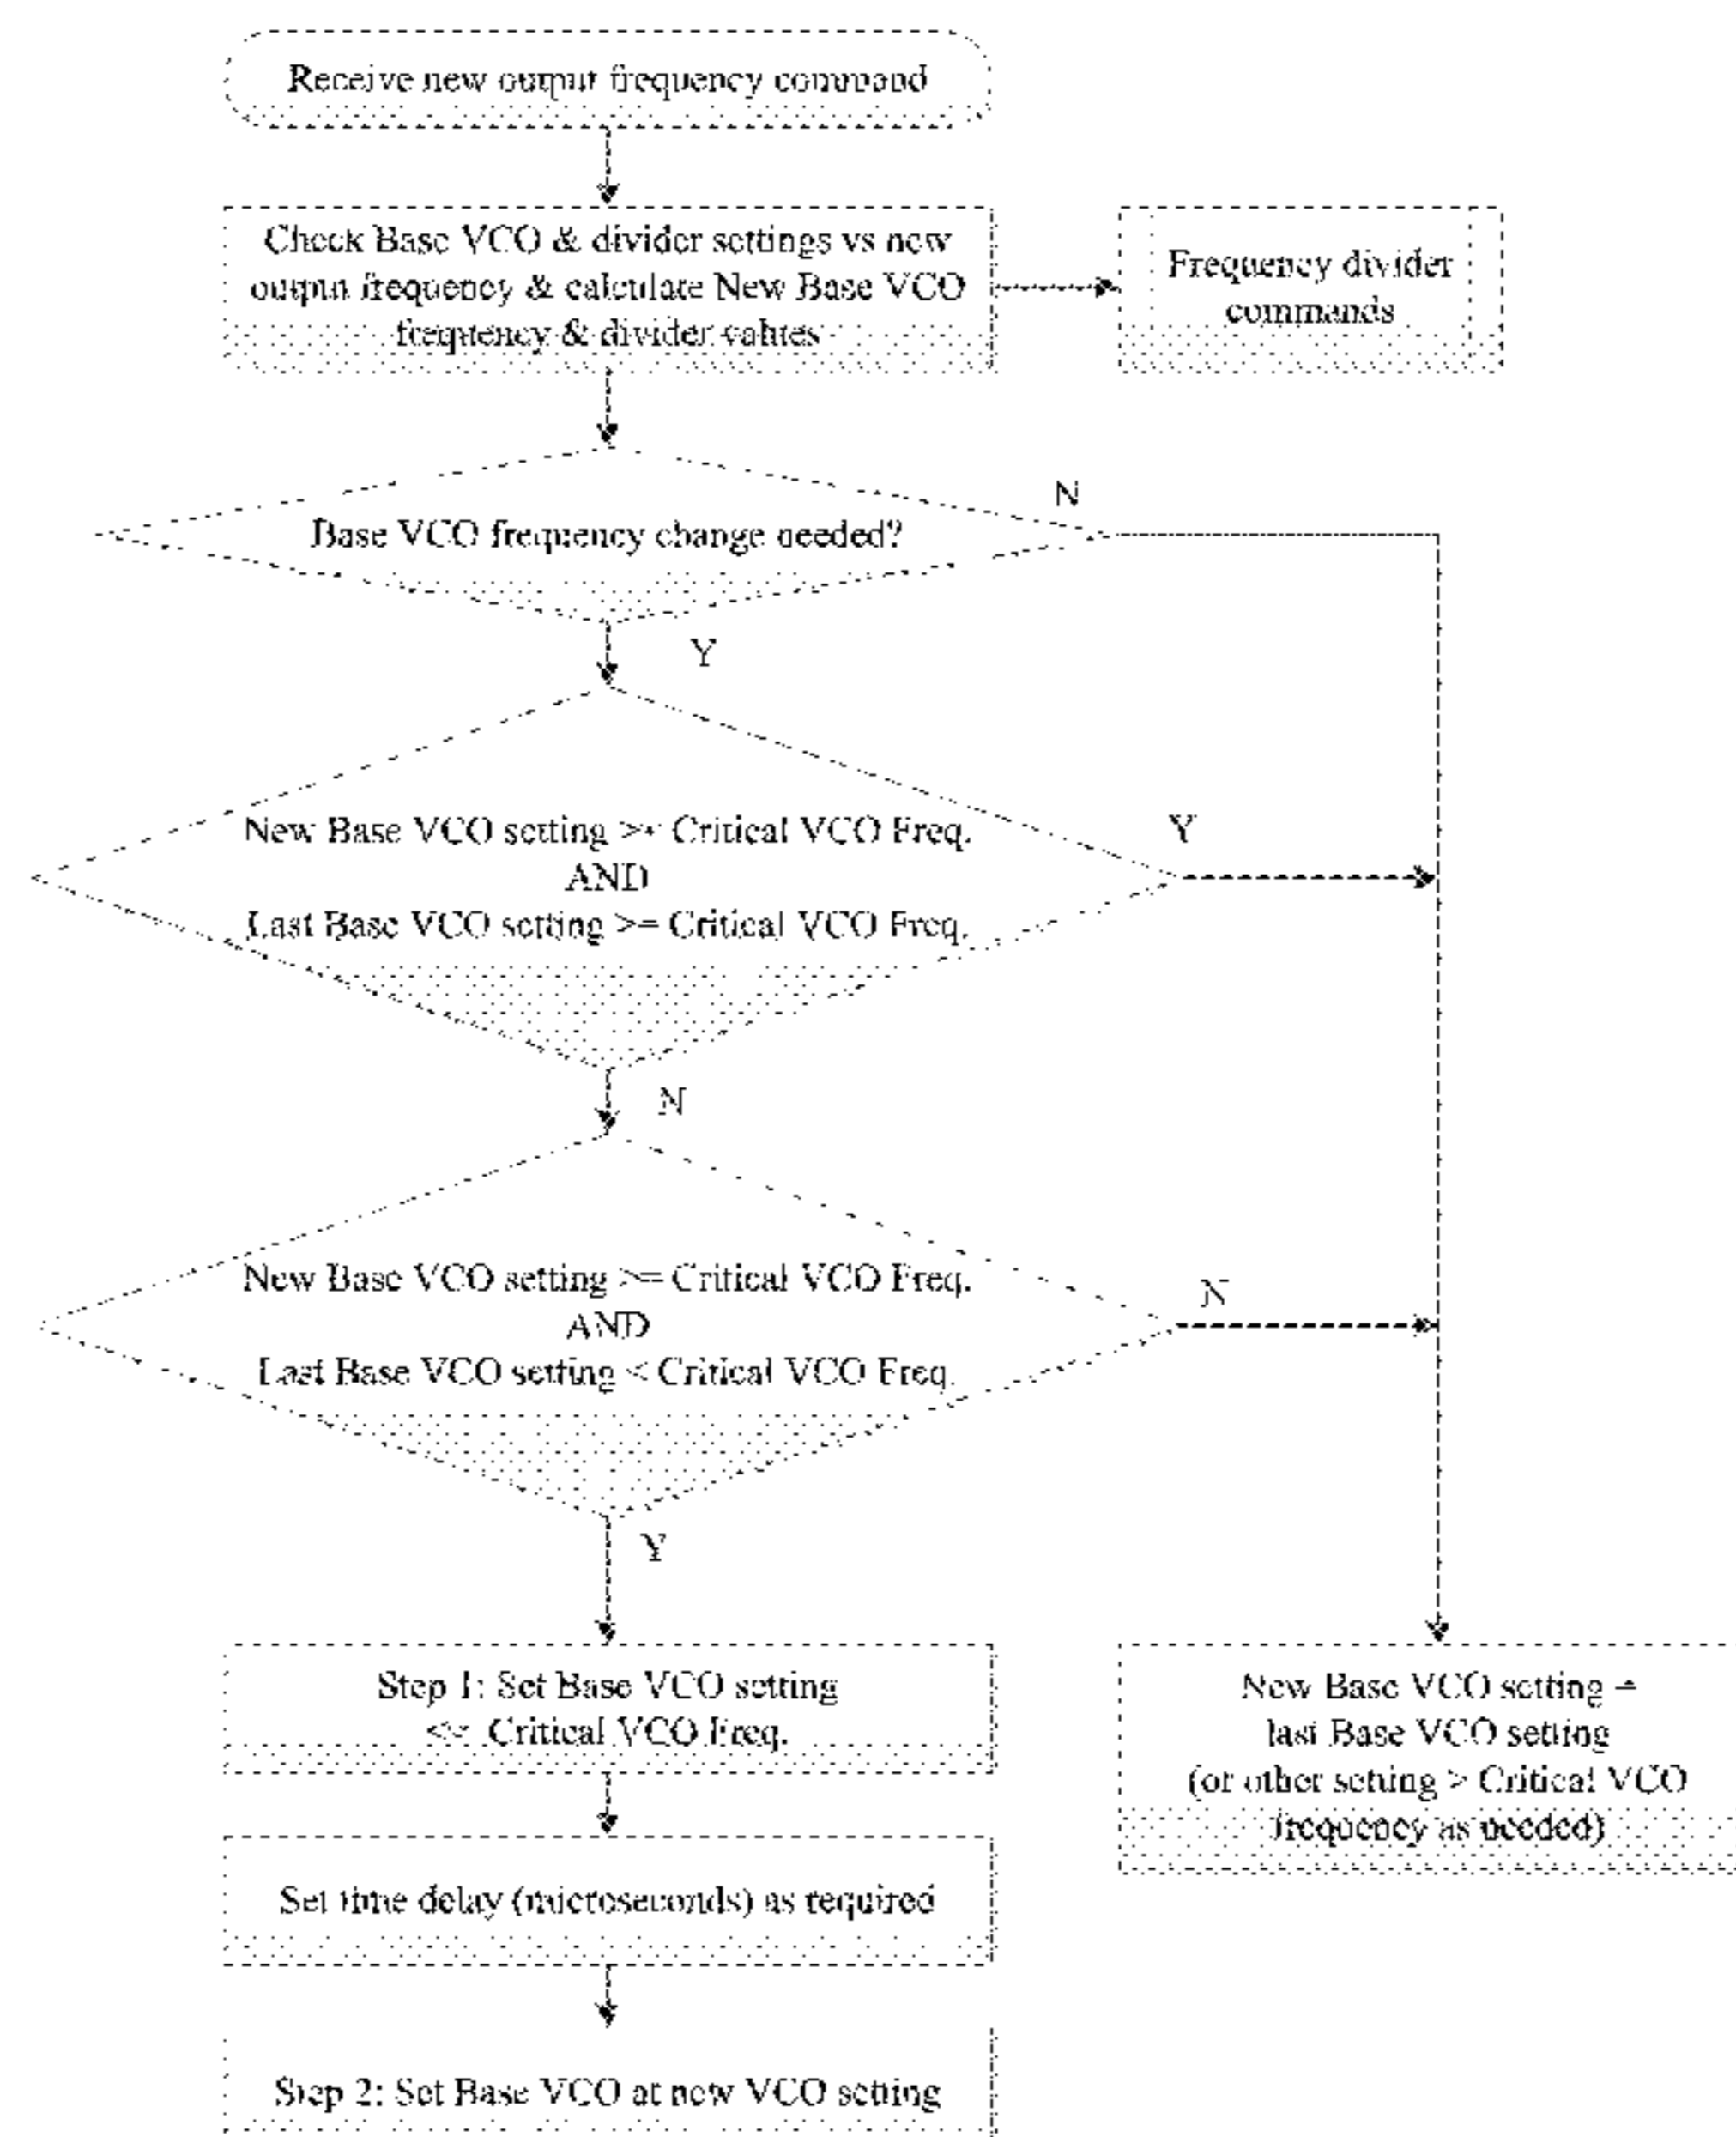 Receive new output frequency command
Check Base VCO & divider settings vs new
output frequency & calculate New Base VCO
frequency & divider values
Frequency divider
commands
N
Base VCO frequency change needed?
Y
New Base VCO setting >= Critical VCO Freq.
AND
Last Base VCO setting >= Critical VCO Freq.
Y
N
New Base VCO setting >= Critical VCO Freq.
AND
Last Base VCO setting < Critical VCO Freq.
N
Y
Step 1: Set Base VCO setting
<< Critical VCO Freq.
New Base VCO setting =
last Base VCO setting
(or other setting > Critical VCO
frequency as needed)
Set time delay (microseconds) as required
Step 2: Set Base VCO at new VCO setting